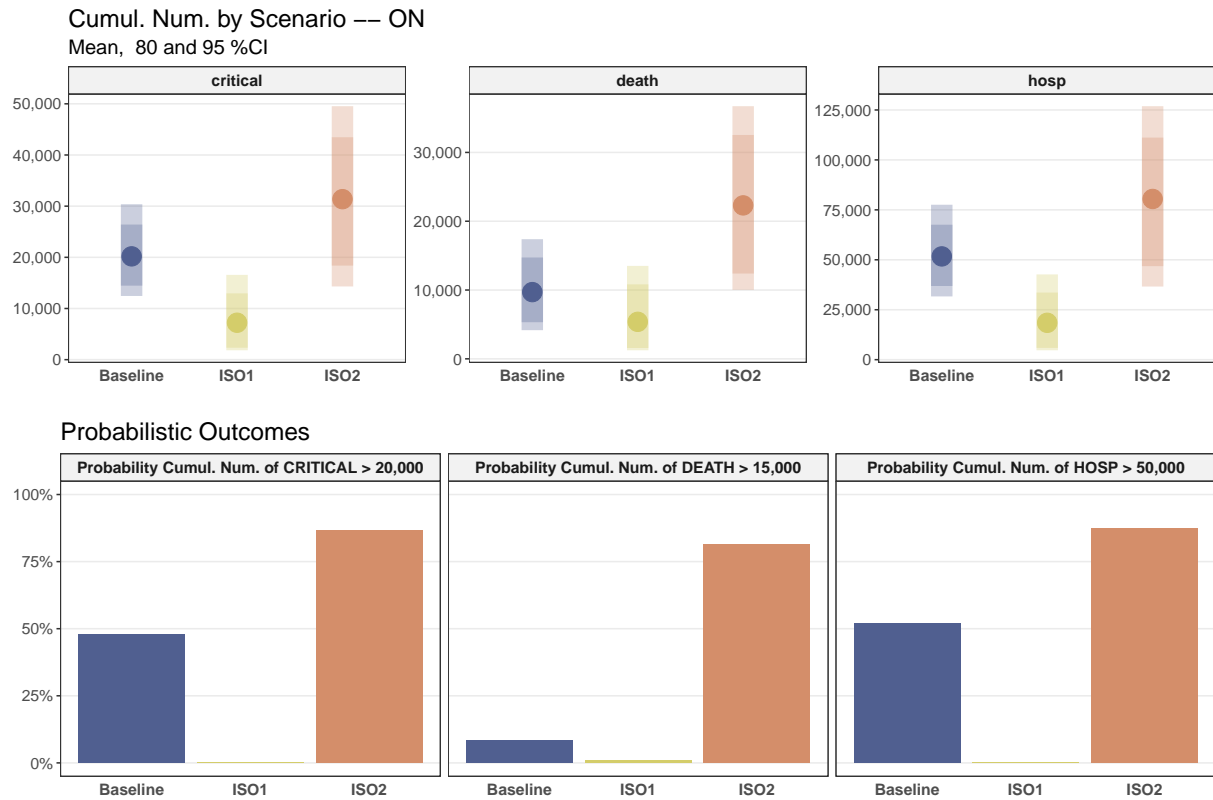 Cumul. Num. by Scenario −− ON
Mean,  80 and 95 %CI
critical
death
hosp
50,000
40,000
30,000
20,000
10,000
0
30,000
20,000
10,000
0
125,000
100,000
75,000
50,000
25,000
0
Baseline ISO1 ISO2
Baseline ISO1 ISO2
Baseline ISO1 ISO2
Probabilistic Outcomes
Probability Cumul. Num. of CRITICAL > 20,000
Probability Cumul. Num. of DEATH > 15,000
Probability Cumul. Num. of HOSP > 50,000
100%
75%
50%
25%
0%
Baseline ISO1 ISO2
Baseline ISO1 ISO2
Baseline ISO1 ISO2